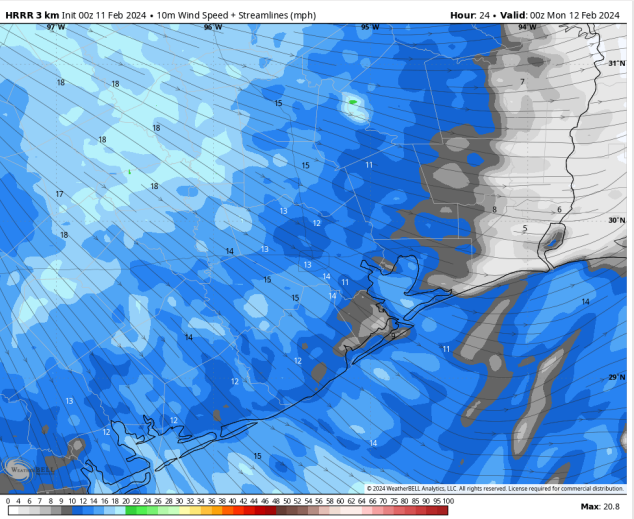 HRRR 3 km Init 00z 11 Feb 2024 • 10m Wind Speed + Streamlines (mph)
Hour: 24 • Valid: 00z Mon 12 Feb 2024
97°W 96°W 95°W 94°W
31°N
18 18 7
15
18
18
15 11
18
17
8 6
13
12 30°N
5
18
14 13
13
14
15 11
15 14
14
14 9
11
12
29°N
12
13
12
12
14
15
WeatherBELL
© 2024 WeatherBELL Analytics, LLC. All rights reserved. License required for commercial distribution.
0 4 6 7 8 9 10 12 14 16 18 20 22 24 26 28 30 32 34 36 38 40 42 44 46 48 50 52 54 56 58 60 62 64 66 70 75 80 85 90 95 100
Max: 20.8